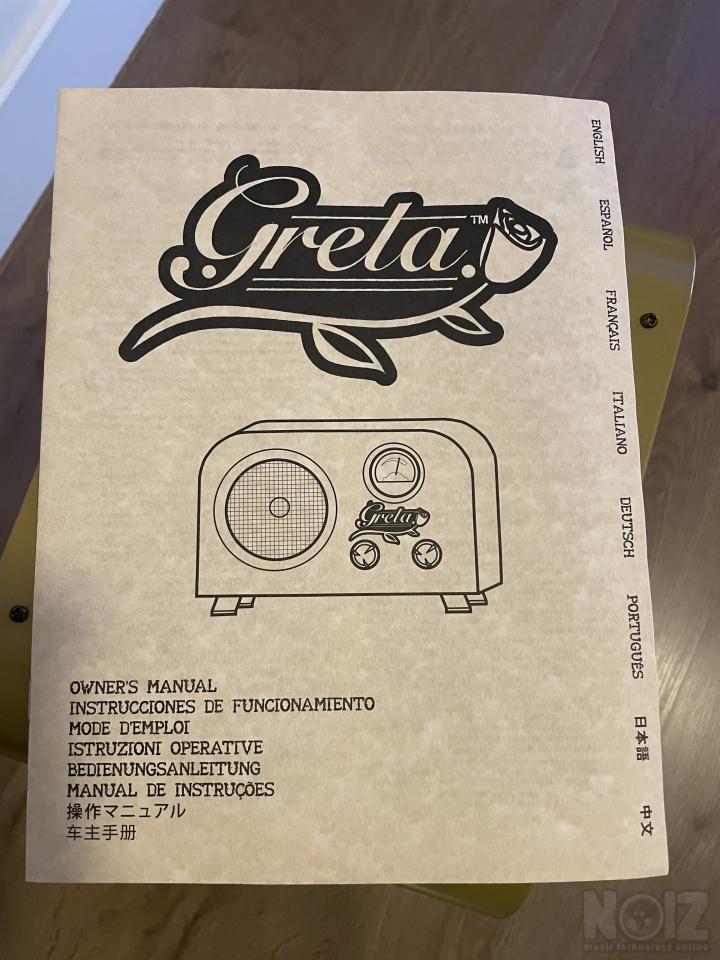 Greta.™
Greta.
OWNER'S MANUAL
INSTRUCCIONES DE FUNCIONAMIENTO
MODE D'EMPLOI
ISTRUZIONI OPERATIVE
BEDIENUNGSANLEITUNG
MANUAL DE INSTRUÇÕES
操作マニュアル
车主手册
ENGLISH
ESPAÑOL
FRANÇAIS
ITALIANO
DEUTSCH
PORTUGUÊS
日本語
中文
NOIZ
music technology online